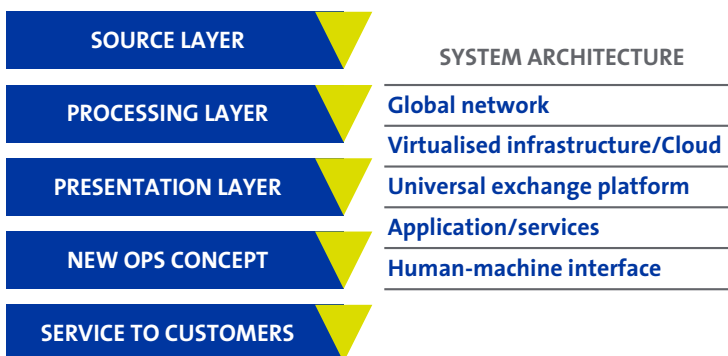 SOURCE LAYER
PROCESSING LAYER
PRESENTATION LAYER
NEW OPS CONCEPT
SERVICE TO CUSTOMERS
SYSTEM ARCHITECTURE
Global network
Virtualised infrastructure/Cloud
Universal exchange platform
Application/services
Human-machine interface